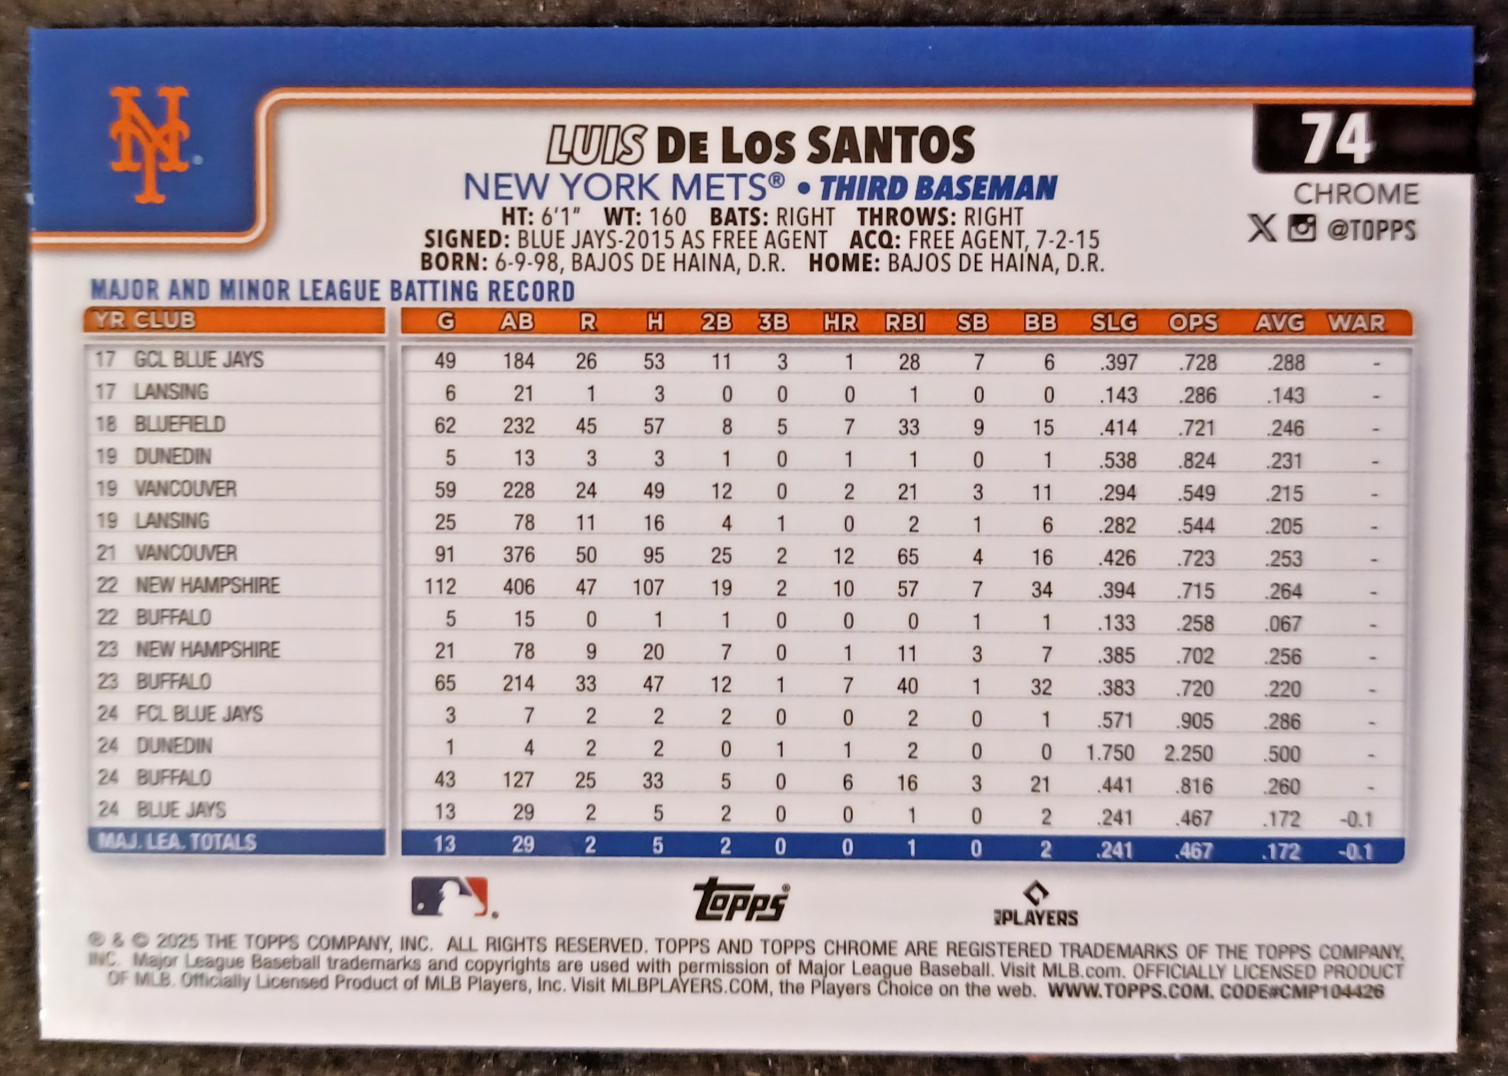 NY
74
LUIS DE LOS SANTOS
NEW YORK METS® • THIRD BASEMAN
CHROME
HT: 6'1" WT: 160 BATS: RIGHT THROWS: RIGHT
X @TOPPS
SIGNED: BLUE JAYS-2015 AS FREE AGENT ACQ: FREE AGENT, 7-2-15
BORN: 6-9-98, BAJOS DE HAINA, D.R. HOME: BAJOS DE HAINA, D.R.
MAJOR AND MINOR LEAGUE BATTING RECORD
YR CLUB G AB R H 2B 3B HR RBI SB BB SLG OPS AVG WAR
17 GCL BLUE JAYS 49 184 26 53 11 3 1 28 7 6 .397 .728 .288 -
17 LANSING 6 21 1 3 0 0 0 1 0 0 .143 .286 .143 -
18 BLUEFIELD 62 232 45 57 8 5 7 33 9 15 .414 .721 .246 -
19 DUNEDIN 5 13 3 3 1 0 1 1 0 1 .538 .824 .231 -
19 VANCOUVER 59 228 24 49 12 0 2 21 3 11 .294 .549 .215 -
19 LANSING 25 78 11 16 4 1 0 2 1 6 .282 .544 .205 -
21 VANCOUVER 91 376 50 95 25 2 12 65 4 16 .426 .723 .253 -
22 NEW HAMPSHIRE 112 406 47 107 19 2 10 57 7 34 .394 .715 .264 -
22 BUFFALO 5 15 0 1 1 0 0 0 1 1 .133 .258 .067 -
23 NEW HAMPSHIRE 21 78 9 20 7 0 1 11 3 7 .385 .702 .256 -
23 BUFFALO 65 214 33 47 12 1 7 40 1 32 .383 .720 .220 -
24 FCL BLUE JAYS 3 7 2 2 2 0 0 2 0 1 .571 .905 .286 -
24 DUNEDIN 1 4 2 2 0 1 1 2 0 0 1.750 2.250 .500 -
24 BUFFALO 43 127 25 33 5 0 6 16 3 21 .441 .816 .260 -
24 BLUE JAYS 13 29 2 5 2 0 0 1 0 2 .241 .467 .172 -0.1
MAJ. LEA. TOTALS 13 29 2 5 2 0 0 1 0 2 .241 .467 .172 -0.1
Topps® PLAYERS
® & © 2025 THE TOPPS COMPANY, INC. ALL RIGHTS RESERVED. TOPPS AND TOPPS CHROME ARE REGISTERED TRADEMARKS OF THE TOPPS COMPANY,
INC. Major League Baseball trademarks and copyrights are used with permission of Major League Baseball. Visit MLB.com. OFFICIALLY LICENSED PRODUCT
OF MLB. Officially Licensed Product of MLB Players, Inc. Visit MLBPLAYERS.COM, the Players Choice on the web. WWW.TOPPS.COM. CODE#CMP104426